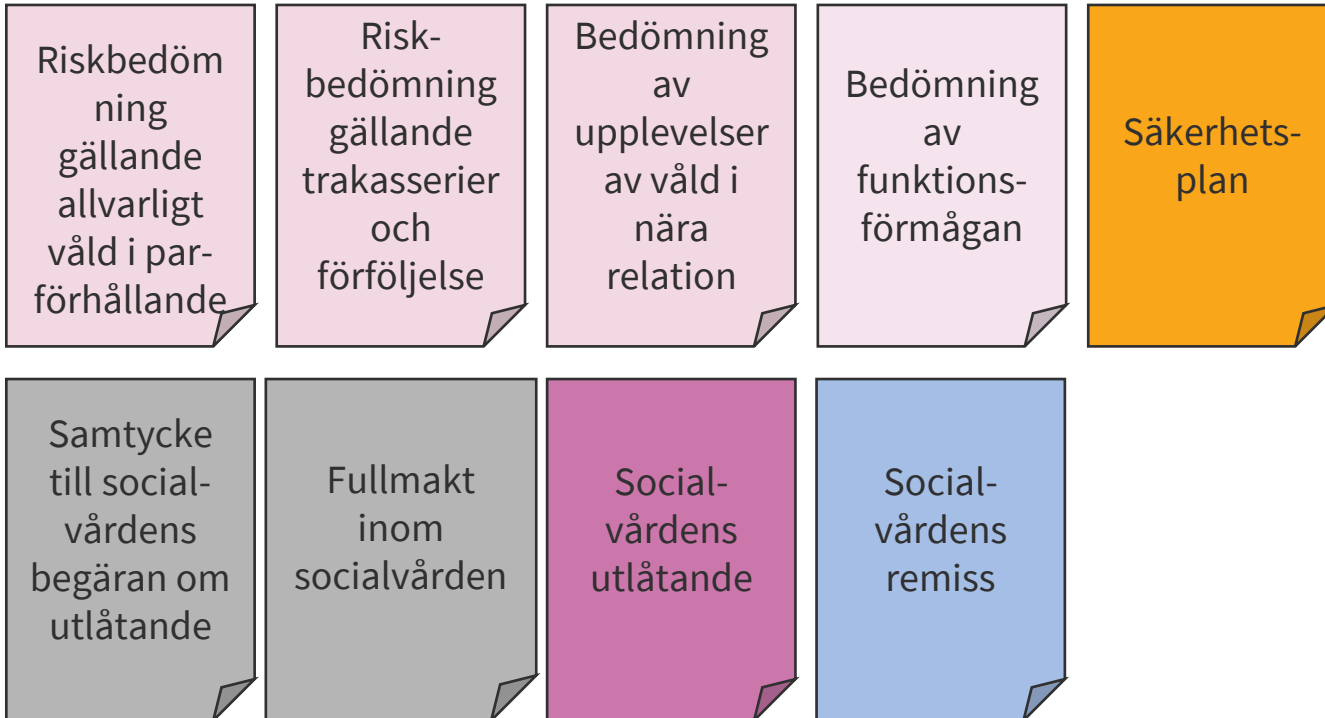 Riskbedöm
ning
gällande
allvarligt
våld i par-
förhållande
Risk-
bedömning
gällande
trakasserier
och
förföljelse
Bedömning
av
upplevelser
av våld i
nära
relation
Bedömning
av
funktions-
förmågan
Säkerhets-
plan
Samtycke
till social-
vårdens
begäran om
utlåtande
Fullmakt
inom
socialvården
Social-
vårdens
utlåtande
Social-
vårdens
remiss